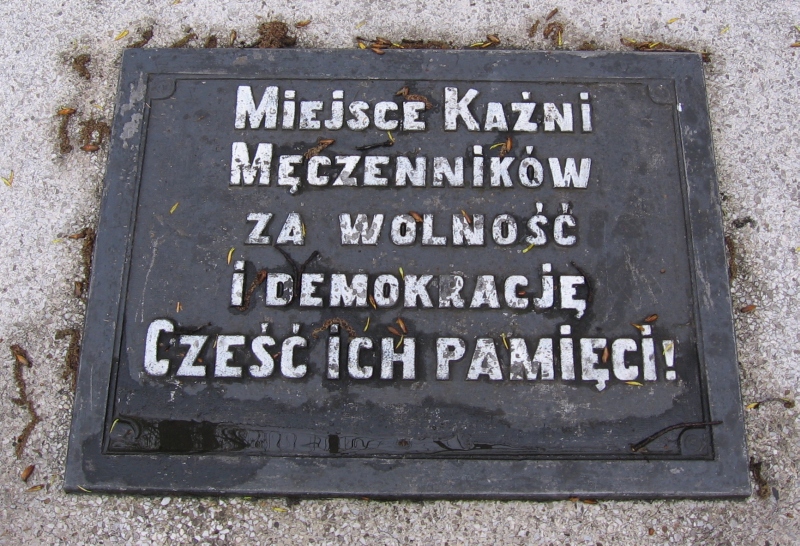 Miejsce Kaźni
Męczenników
za wolność
i demokrację
Cześć ich pamięci!